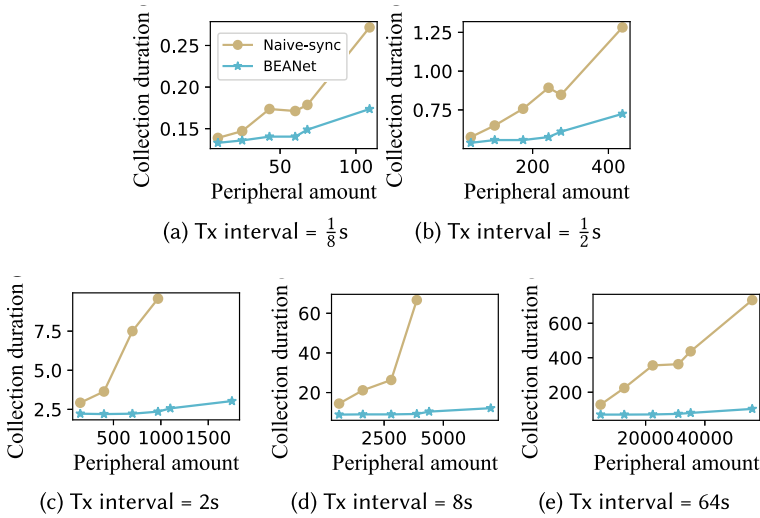 Collection duration
0.25
0.20
0.15
Naive-sync
BEANet
50
100
Peripheral amount
(a) Tx interval = 1/8 s
Collection duration
1.25
1.00
0.75
200
400
Peripheral amount
(b) Tx interval = 1/2 s
Collection duration
7.5
5.0
2.5
500
1000
1500
Peripheral amount
(c) Tx interval = 2s
Collection duration
60
40
20
2500
5000
Peripheral amount
(d) Tx interval = 8s
Collection duration
600
400
200
20000
40000
Peripheral amount
(e) Tx interval = 64s